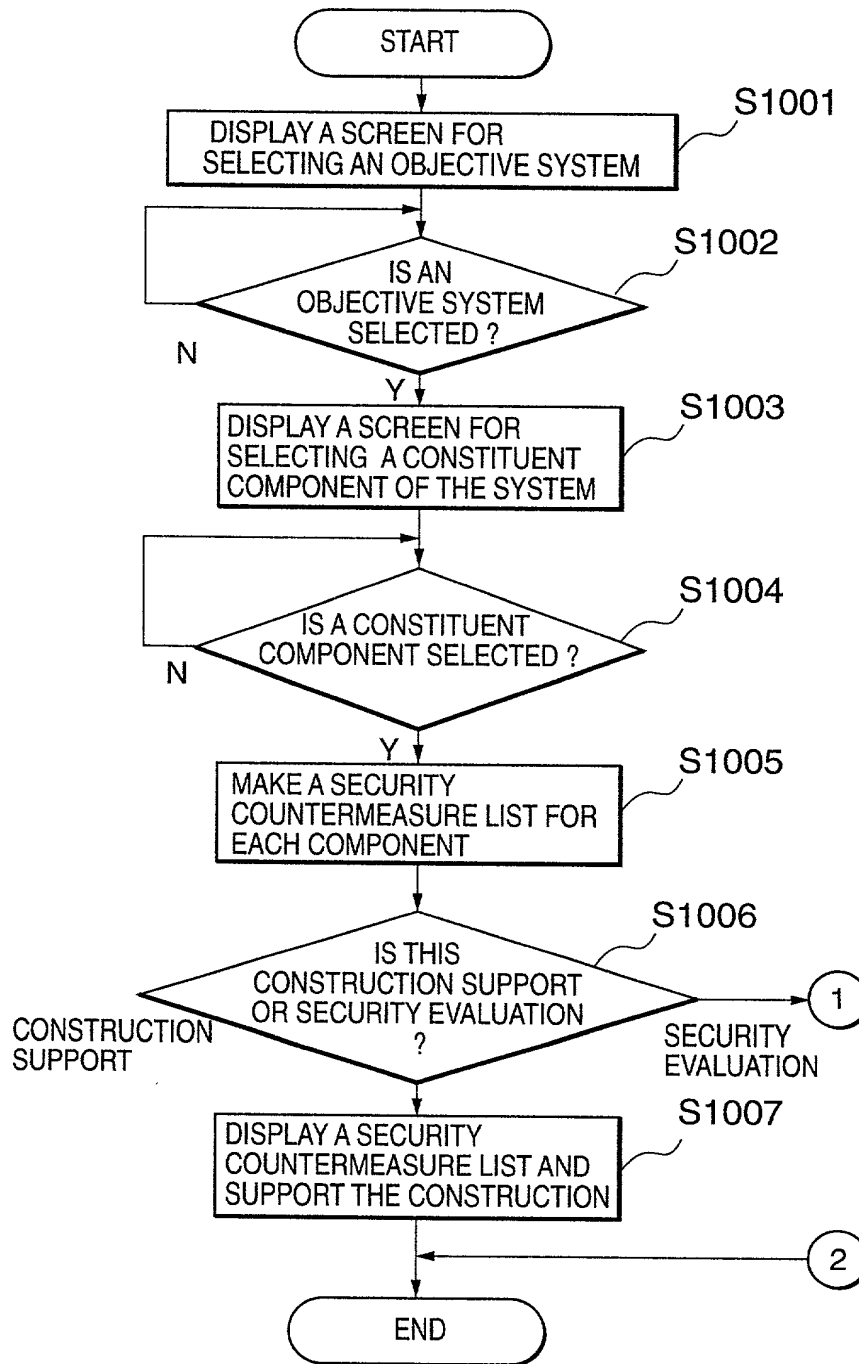 START
S1001
DISPLAY A SCREEN FOR
SELECTING AN OBJECTIVE SYSTEM
S1002
IS AN
OBJECTIVE SYSTEM
SELECTED ?
N
Y
S1003
DISPLAY A SCREEN FOR
SELECTING A CONSTITUENT
COMPONENT OF THE SYSTEM
S1004
IS A CONSTITUENT
COMPONENT SELECTED ?
N
Y
S1005
MAKE A SECURITY
COUNTERMEASURE LIST FOR
EACH COMPONENT
S1006
IS THIS
CONSTRUCTION SUPPORT
OR SECURITY EVALUATION
?
1
CONSTRUCTION
SUPPORT
SECURITY
EVALUATION
S1007
DISPLAY A SECURITY
COUNTERMEASURE LIST AND
SUPPORT THE CONSTRUCTION
2
END